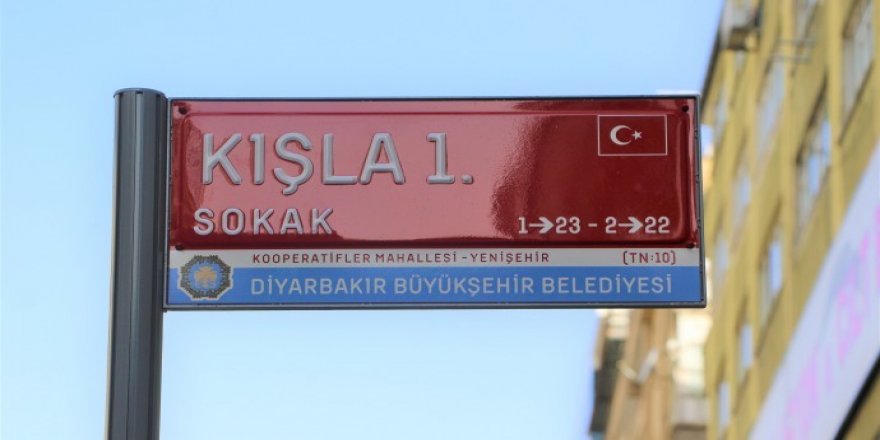 KIŞLA 1.
SOKAK 1→23 - 2→22
KOOPERATİFLER MAHALLESİ - YENİŞEHİR (TN:10)
DİYARBAKIR BÜYÜKŞEHİR BELEDİYESİ